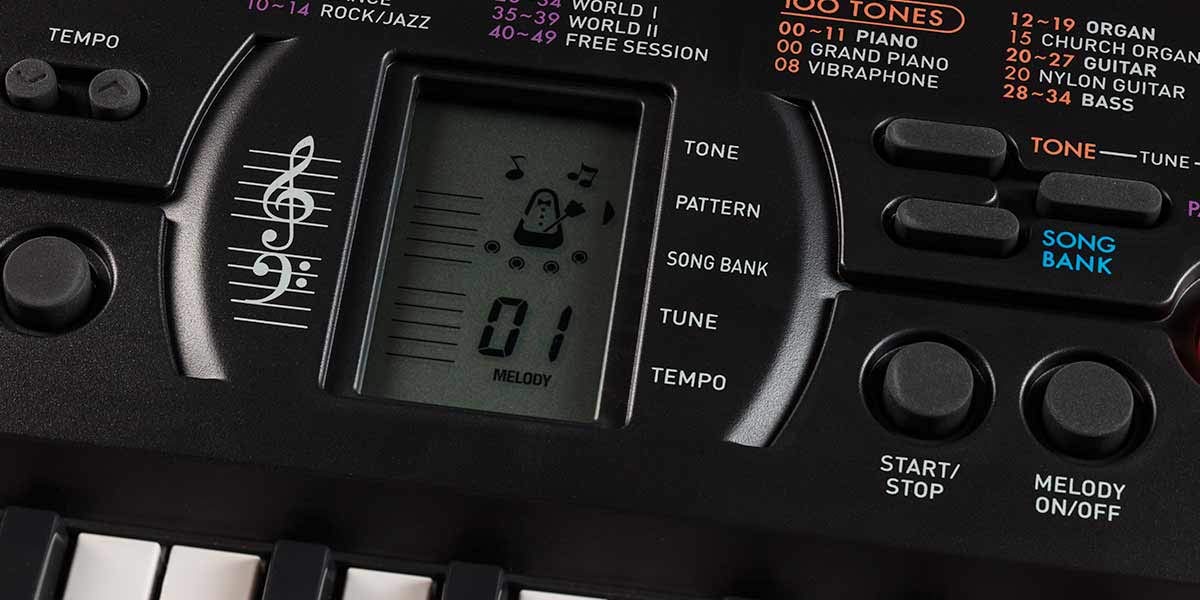 10~14 ROCK/JAZZ
WORLD I
35~39 WORLD II
40~49 FREE SESSION
100 TONES
00~11 PIANO
00 GRAND PIANO
08 VIBRAPHONE
12~19 ORGAN
15 CHURCH ORGAN
20~27 GUITAR
20 NYLON GUITAR
28~34 BASS
TEMPO
TONE
PATTERN
SONG BANK
TUNE
TEMPO
01
MELODY
TONE
TUNE
SONG
BANK
START/
STOP
MELODY
ON/OFF